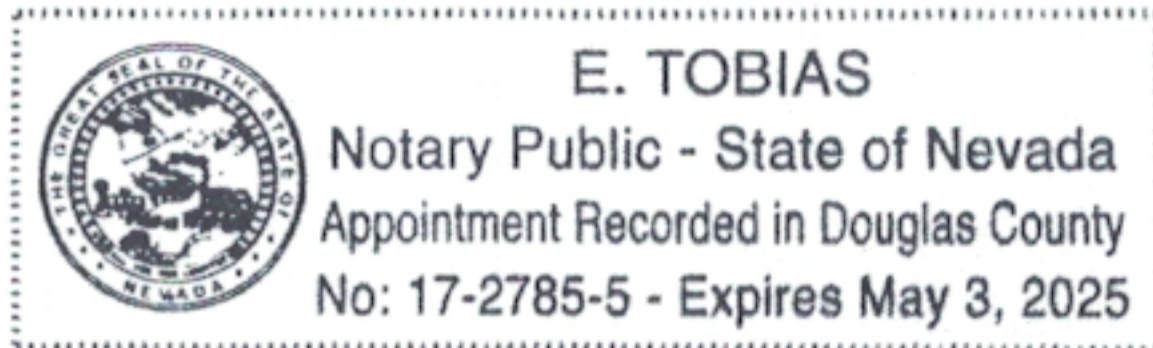 THE GREAT SEAL OF THE STATE OF
NEVADA
E. TOBIAS
Notary Public - State of Nevada
Appointment Recorded in Douglas County
No: 17-2785-5 - Expires May 3, 2025